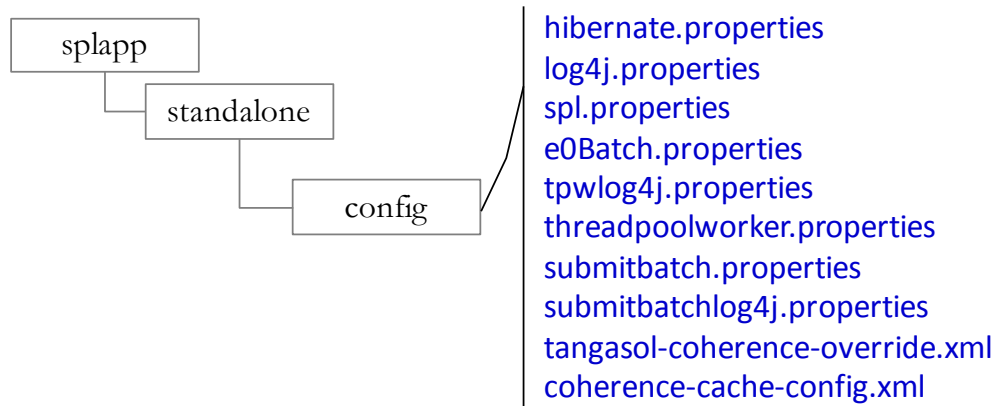 splapp
standalone
config
hibernate.properties
log4j.properties
spl.properties
e0Batch.properties
tpwlog4j.properties
threadpoolworker.properties
submitbatch.properties
submitbatchlog4j.properties
tangasol-coherence-override.xml
coherence-cache-config.xml